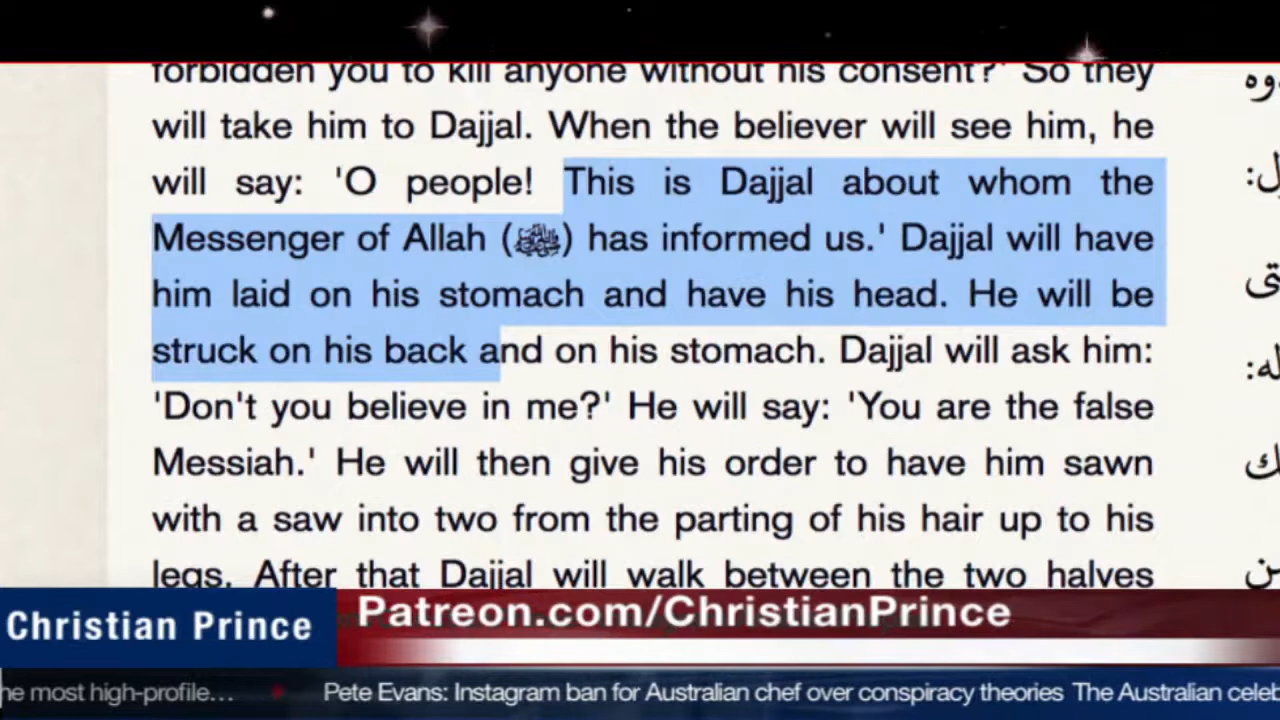 forbidden you to kill anyone without his consent?' So they
will take him to Dajjal. When the believer will see him, he
will say: 'O people! This is Dajjal about whom the
Messenger of Allah (ﷺ) has informed us.' Dajjal will have
him laid on his stomach and have his head. He will be
struck on his back and on his stomach. Dajjal will ask him:
'Don't you believe in me?' He will say: 'You are the false
Messiah.' He will then give his order to have him sawn
with a saw into two from the parting of his hair up to his
legs. After that Dajjal will walk between the two halves
Christian Prince
Patreon.com/ChristianPrince
he most high-profile… • Pete Evans: Instagram ban for Australian chef over conspiracy theories The Australian celeb